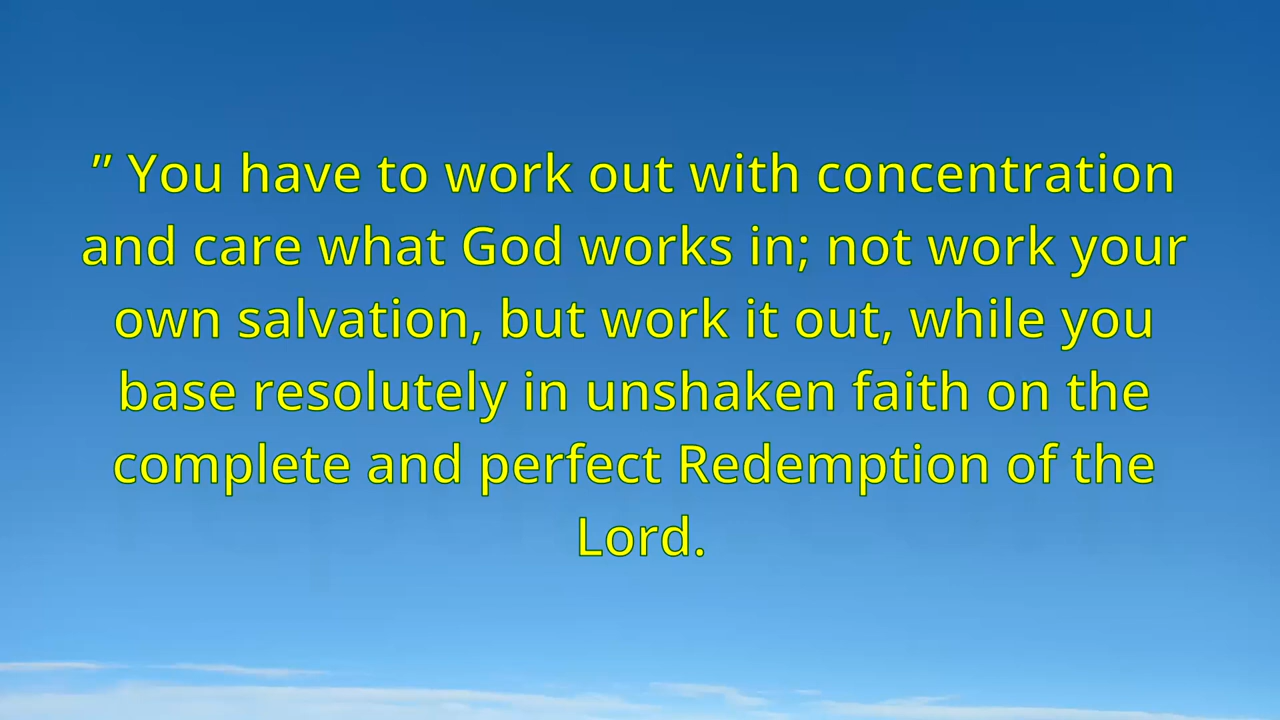 ” You have to work out with concentration
and care what God works in; not work your
own salvation, but work it out, while you
base resolutely in unshaken faith on the
complete and perfect Redemption of the
Lord.